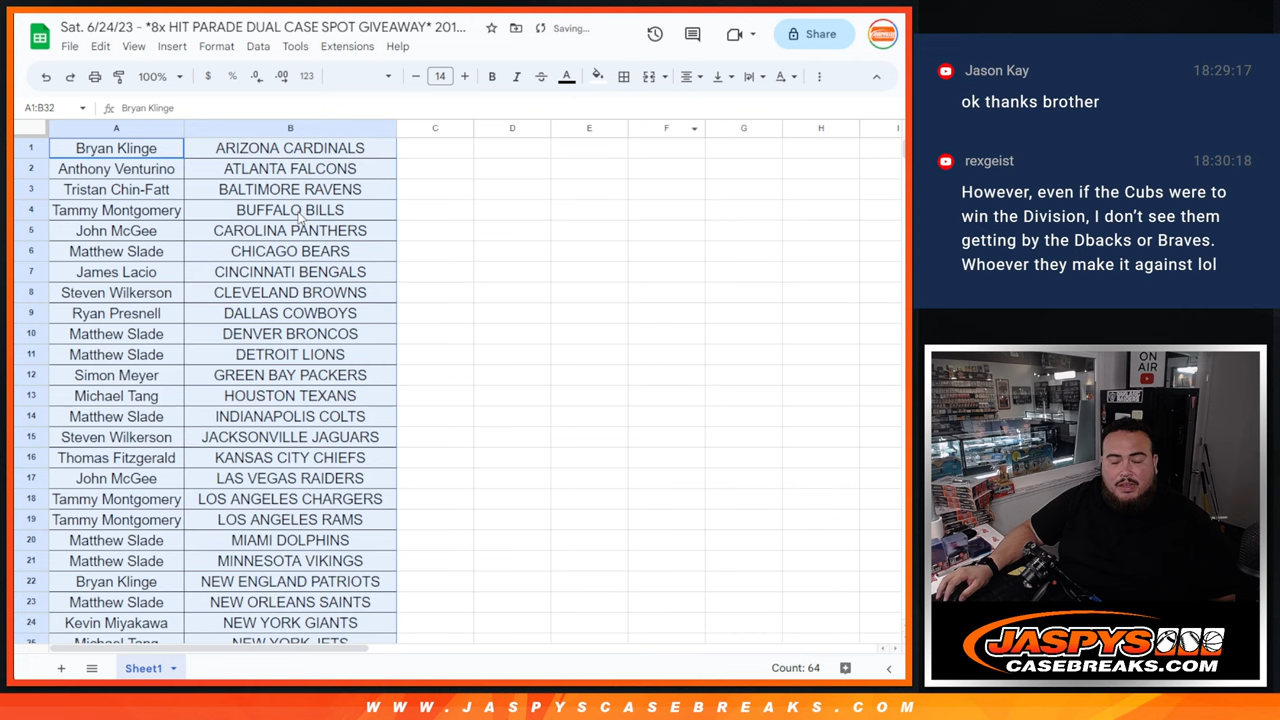 Sat. 6/24/23 - *8x HIT PARADE DUAL CASE SPOT GIVEAWAY* 201...
Saving...
Share
File Edit View Insert Format Data Tools Extensions Help
100% $ % .0 .00 123 14 B I A
A1:B32 fx Bryan Klinge
A B C D E F G H I
1 Bryan Klinge ARIZONA CARDINALS
2 Anthony Venturino ATLANTA FALCONS
3 Tristan Chin-Fatt BALTIMORE RAVENS
4 Tammy Montgomery BUFFALO BILLS
5 John McGee CAROLINA PANTHERS
6 Matthew Slade CHICAGO BEARS
7 James Lacio CINCINNATI BENGALS
8 Steven Wilkerson CLEVELAND BROWNS
9 Ryan Presnell DALLAS COWBOYS
10 Matthew Slade DENVER BRONCOS
11 Matthew Slade DETROIT LIONS
12 Simon Meyer GREEN BAY PACKERS
13 Michael Tang HOUSTON TEXANS
14 Matthew Slade INDIANAPOLIS COLTS
15 Steven Wilkerson JACKSONVILLE JAGUARS
16 Thomas Fitzgerald KANSAS CITY CHIEFS
17 John McGee LAS VEGAS RAIDERS
18 Tammy Montgomery LOS ANGELES CHARGERS
19 Tammy Montgomery LOS ANGELES RAMS
20 Matthew Slade MIAMI DOLPHINS
21 Matthew Slade MINNESOTA VIKINGS
22 Bryan Klinge NEW ENGLAND PATRIOTS
23 Matthew Slade NEW ORLEANS SAINTS
24 Kevin Miyakawa NEW YORK GIANTS
25 Michael Tang NEW YORK JETS
Sheet1
Count: 64
Jason Kay 18:29:17
ok thanks brother
rexgeist 18:30:18
However, even if the Cubs were to
win the Division, I don't see them
getting by the Dbacks or Braves.
Whoever they make it against lol
ON
AIR
JASPYS
CASEBREAKS.COM
WWW.JASPYSCASEBREAKS.COM